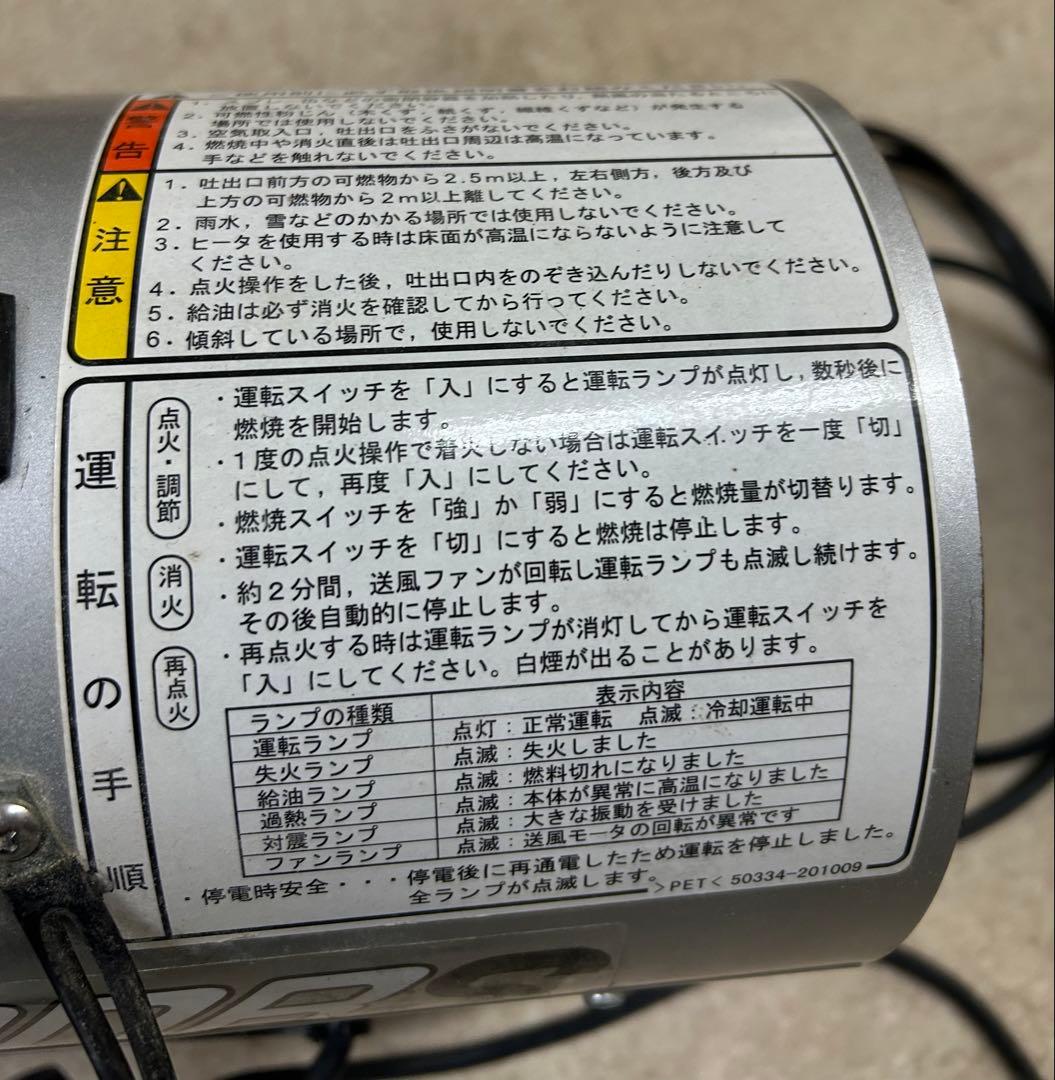 警告
2. 可燃性粉じん(木くず,紙くず,繊維くずなど)が発生する
場所では使用しないでください。
3. 空気取入口,吐出口をふさがないでください。
4. 燃焼中や消火直後は吐出口周辺は高温になっています。
手などを触れないでください。
注意
1. 吐出口前方の可燃物から2.5m以上,左右側方,後方及び
上方の可燃物から2m以上離してください。
2. 雨水,雪などのかかる場所では使用しないでください。
3. ヒータを使用する時は床面が高温にならないように注意して
ください。
4. 点火操作をした後,吐出口内をのぞき込んだりしないでください。
5. 給油は必ず消火を確認してから行ってください。
6. 傾斜している場所で,使用しないでください。
運転の手順
点火・調節
・運転スイッチを「入」にすると運転ランプが点灯し,数秒後に
燃焼を開始します。
・1度の点火操作で着火しない場合は運転スイッチを一度「切」
にして,再度「入」にしてください。
・燃焼スイッチを「強」か「弱」にすると燃焼量が切替ります。
消火
・運転スイッチを「切」にすると燃焼は停止します。
・約2分間,送風ファンが回転し運転ランプも点滅し続けます。
その後自動的に停止します。
再点火
・再点火する時は運転ランプが消灯してから運転スイッチを
「入」にしてください。白煙が出ることがあります。
ランプの種類 表示内容
運転ランプ 点灯:正常運転 点滅:冷却運転中
失火ランプ 点滅:失火しました
給油ランプ 点滅:燃料切れになりました
過熱ランプ 点滅:本体が異常に高温になりました
対震ランプ 点滅:大きな振動を受けました
ファンランプ 点滅:送風モータの回転が異常です
・停電時安全・・・停電後に再通電したため運転を停止しました。
全ランプが点滅します。
>PET< 50334-201009